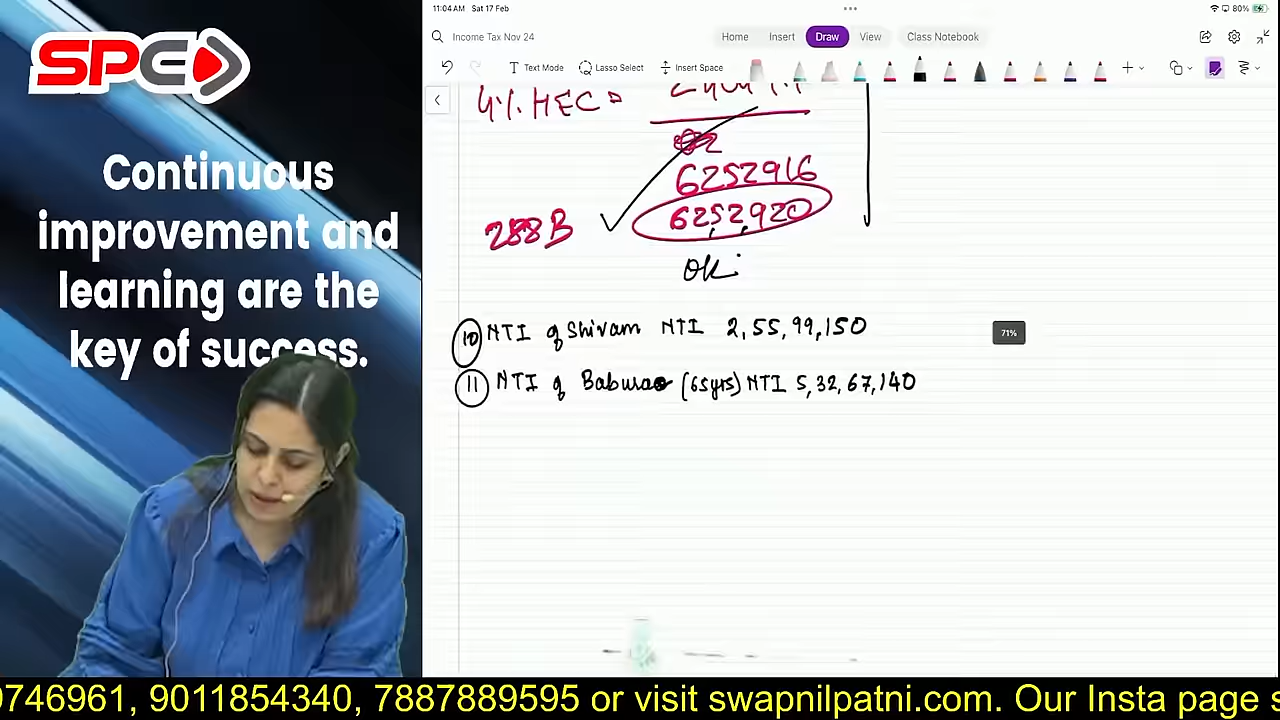 11:04 AM Sat 17 Feb
80%
Income Tax Nov 24
Home Insert Draw View Class Notebook
Text Mode Lasso Select Insert Space
SPC
Continuous
improvement and
learning are the
key of success.
4% HEC
6252916
288B 6252920
Ok
71%
10 NTI of Shivam NTI 2,55,99,150
11 NTI of Baburao (65yrs) NTI 5,32,67,140
0746961, 9011854340, 7887889595 or visit swapnilpatni.com. Our Insta page s